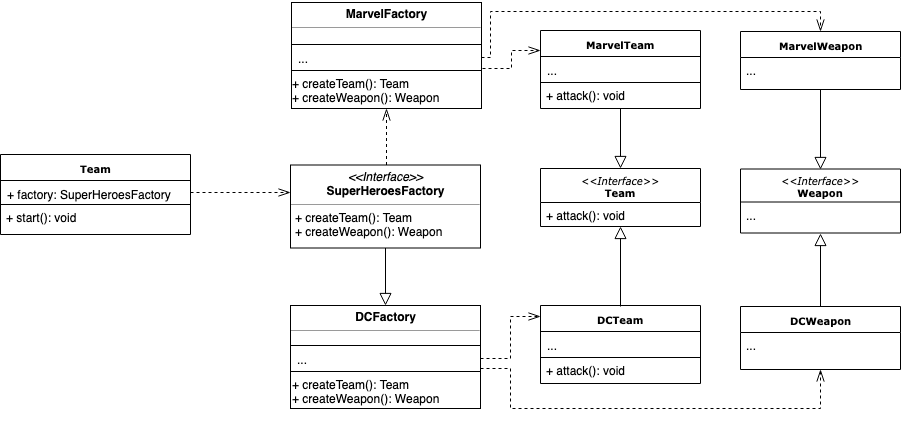 MarvelFactory
...
+ createTeam(): Team
+ createWeapon(): Weapon
MarvelTeam
...
+ attack(): void
MarvelWeapon
...
Team
+ factory: SuperHeroesFactory
+ start(): void
<<Interface>>
SuperHeroesFactory
+ createTeam(): Team
+ createWeapon(): Weapon
<<Interface>>
Team
+ attack(): void
<<Interface>>
Weapon
...
DCFactory
...
+ createTeam(): Team
+ createWeapon(): Weapon
DCTeam
...
+ attack(): void
DCWeapon
...